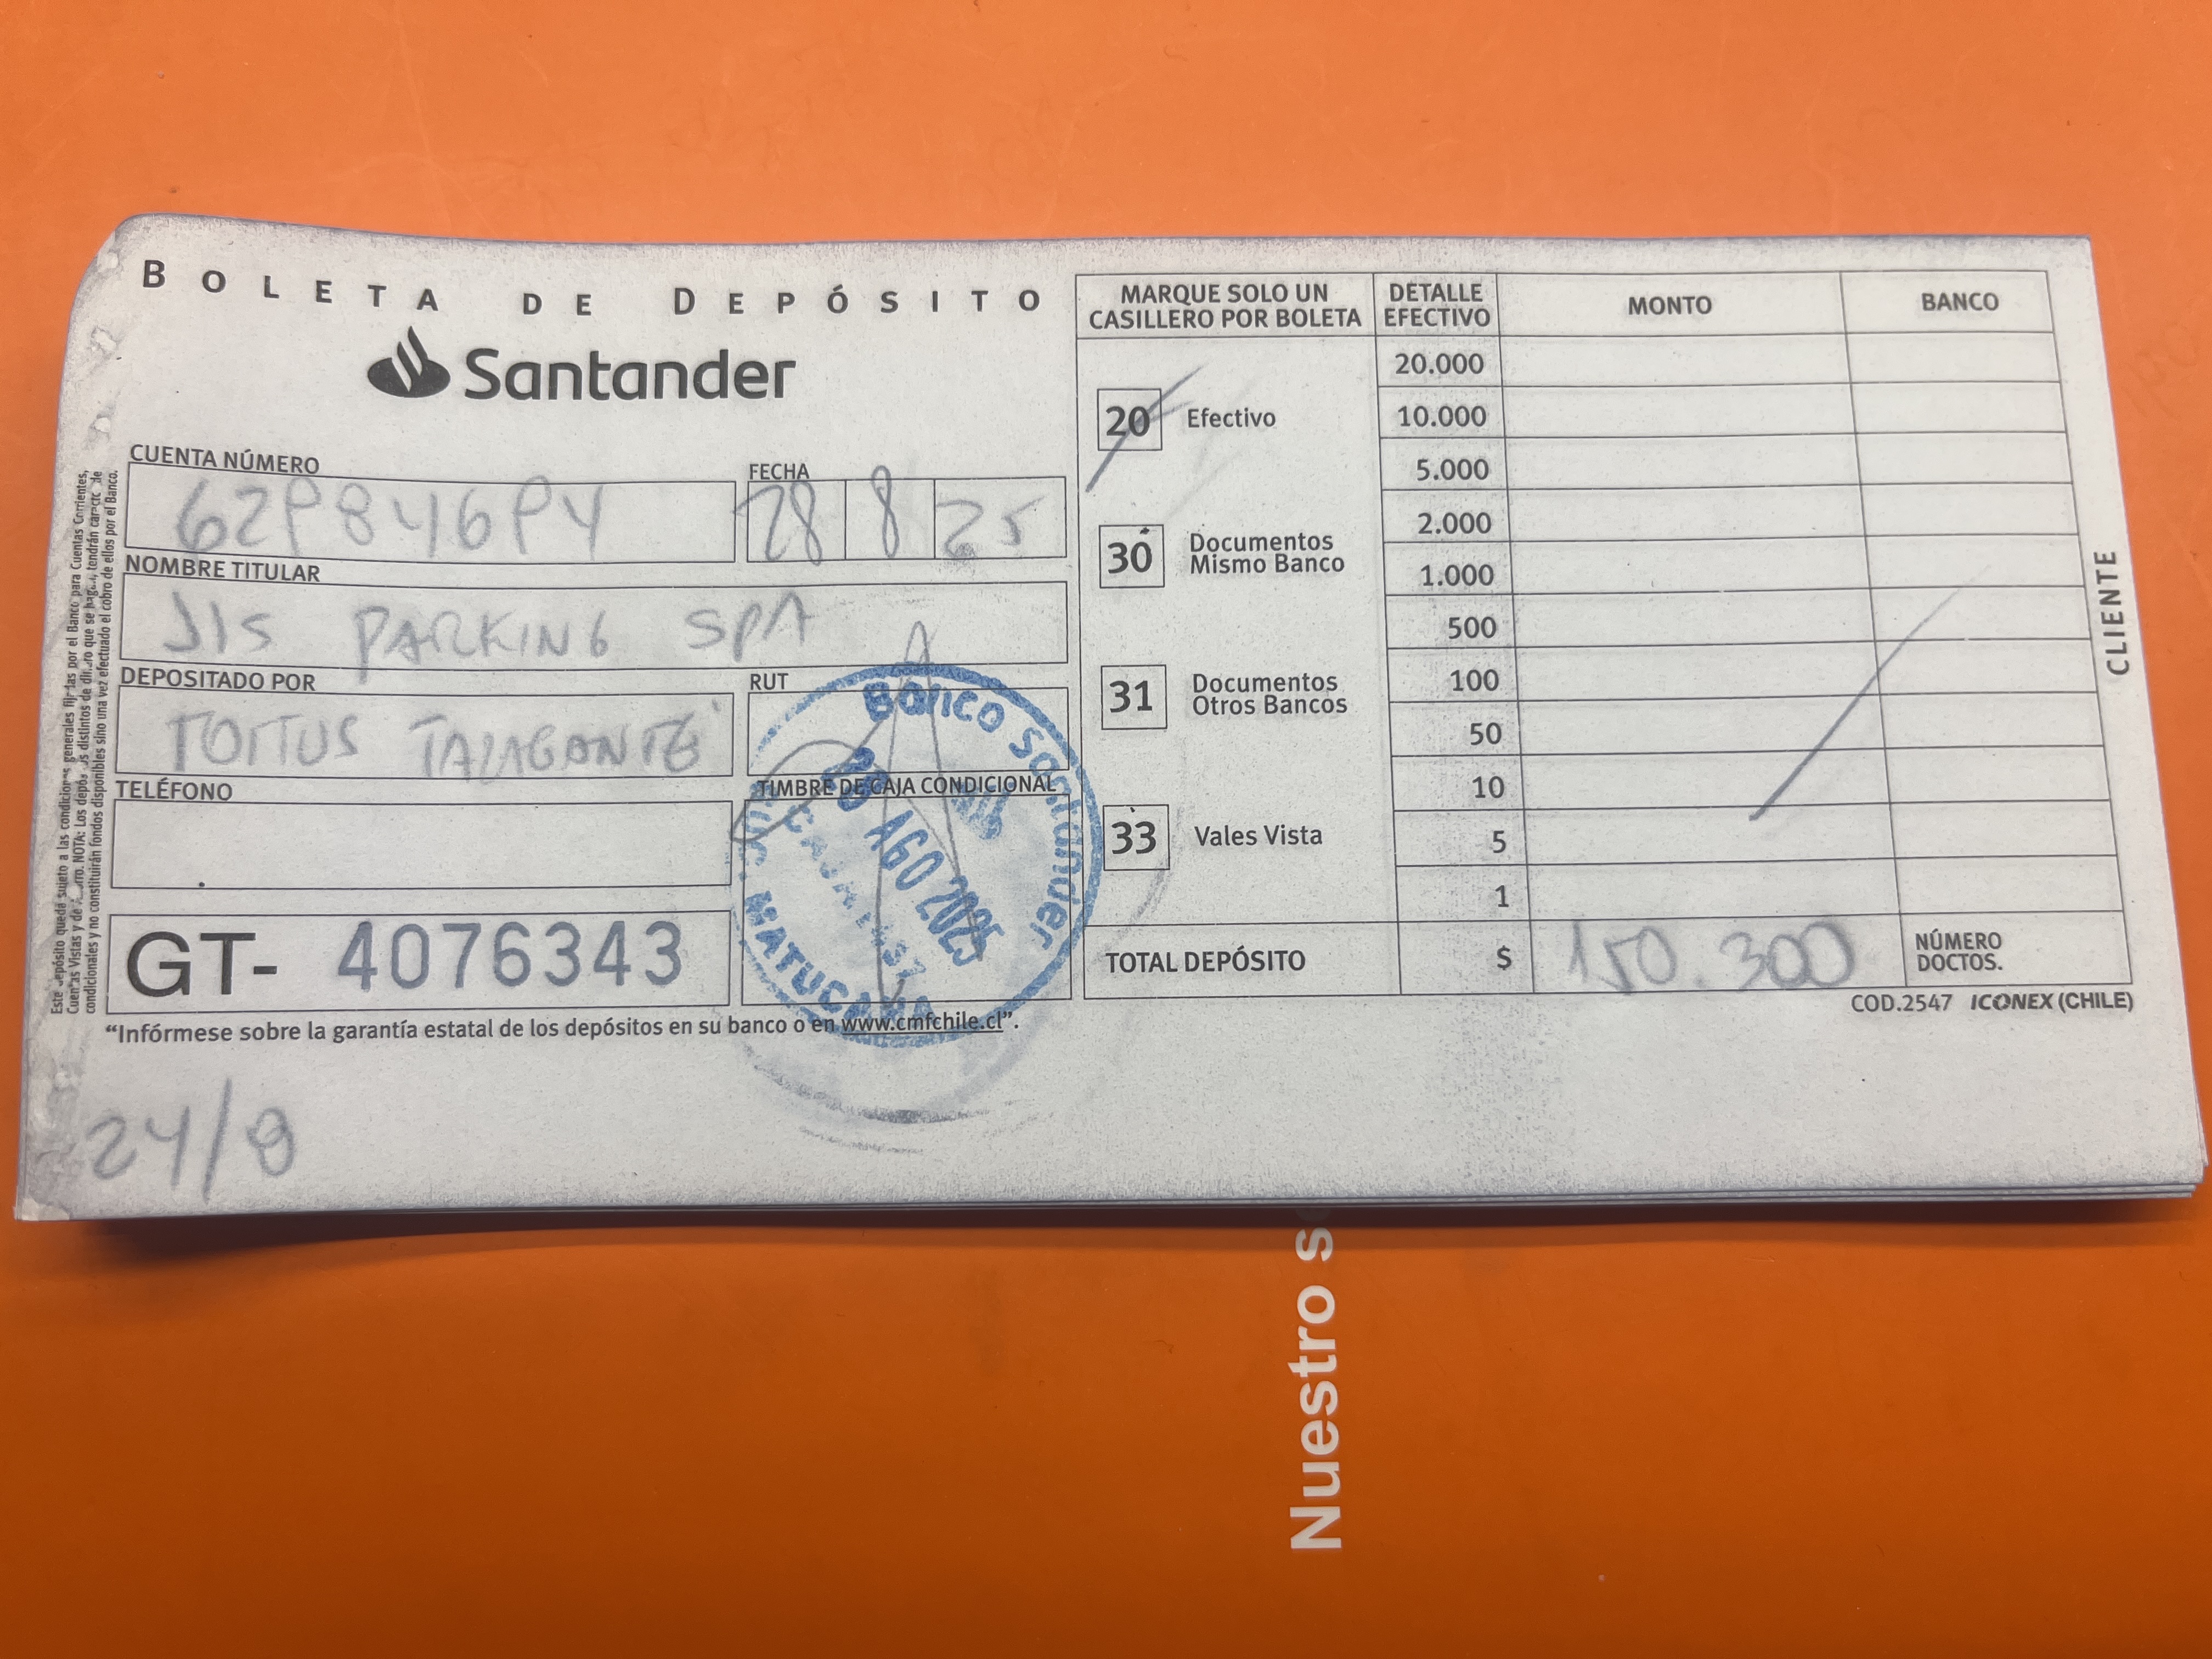 BOLETA DE DEPÓSITO
Santander
CUENTA NÚMERO
62984694
FECHA
28 8 25
NOMBRE TITULAR
JIS PARKING SPA
DEPOSITADO POR
TOTTUS TALAGANTE
RUT
TELÉFONO
TIMBRE DE CAJA CONDICIONAL
BANCO Santander
28 AGO 2025
MATUCANA
GT- 4076343
"Infórmese sobre la garantía estatal de los depósitos en su banco o en www.cmfchile.cl".
24/8
MARQUE SOLO UN CASILLERO POR BOLETA
20 Efectivo
30 Documentos Mismo Banco
31 Documentos Otros Bancos
33 Vales Vista
DETALLE EFECTIVO
MONTO
BANCO
20.000
10.000
5.000
2.000
1.000
500
100
50
10
5
1
TOTAL DEPÓSITO
$ 150.300
NÚMERO DOCTOS.
COD.2547 ICONEX (CHILE)
CLIENTE
Nuestro